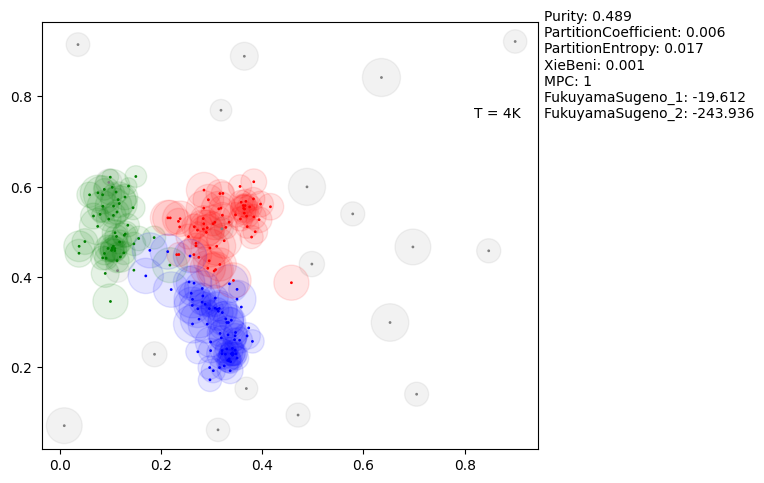 Purity: 0.489
PartitionCoefficient: 0.006
PartitionEntropy: 0.017
XieBeni: 0.001
MPC: 1
FukuyamaSugeno_1: -19.612
FukuyamaSugeno_2: -243.936
T = 4K
0.8
0.6
0.4
0.2
0.0 0.2 0.4 0.6 0.8